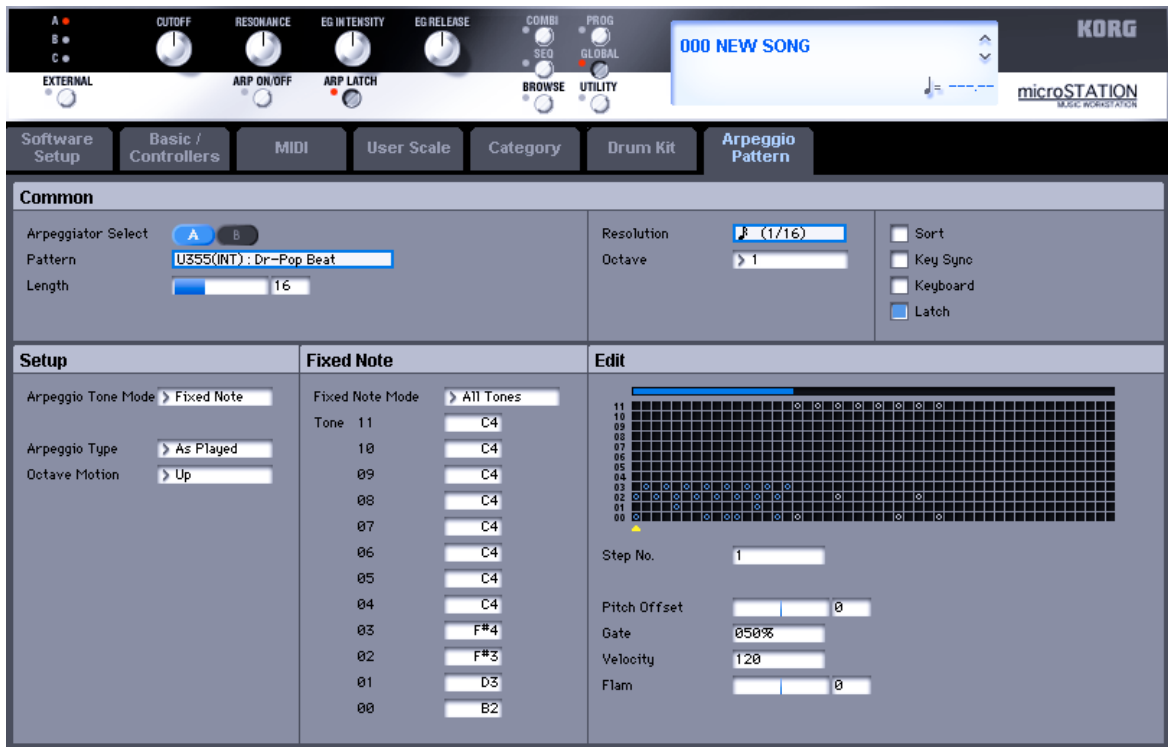 A
B
C
CUTOFF
RESONANCE
EG INTENSITY
EG RELEASE
COMBI
PROG
SEQ
GLOBAL
EXTERNAL
ARP ON/OFF
ARP LATCH
BROWSE
UTILITY
000 NEW SONG
♩= ---.--
KORG
microSTATION
MUSIC WORKSTATION
Software Setup
Basic / Controllers
MIDI
User Scale
Category
Drum Kit
Arpeggio Pattern
Common
Arpeggiator Select A B
Pattern U355(INT) : Dr-Pop Beat
Length 16
Resolution (1/16)
Octave 1
Sort
Key Sync
Keyboard
Latch
Setup
Arpeggio Tone Mode Fixed Note
Arpeggio Type As Played
Octave Motion Up
Fixed Note
Fixed Note Mode All Tones
Tone 11 C4
10 C4
09 C4
08 C4
07 C4
06 C4
05 C4
04 C4
03 F#4
02 F#3
01 D3
00 B2
Edit
11
10
09
08
07
06
05
04
03
02
01
00
Step No. 1
Pitch Offset 0
Gate 050%
Velocity 120
Flam 0